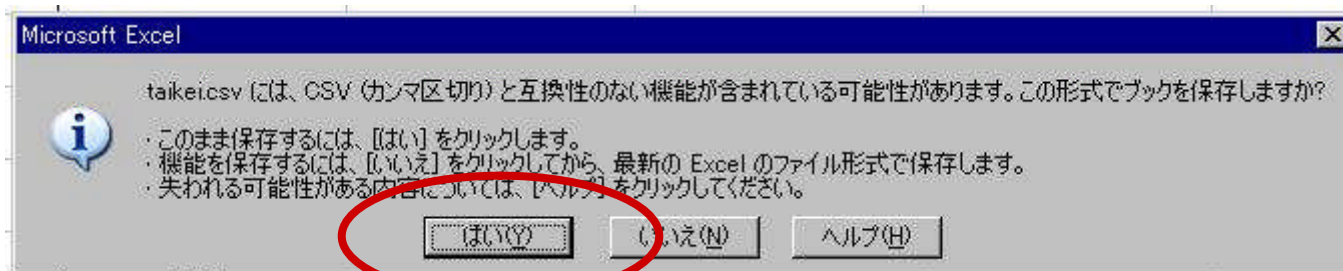 Microsoft Excel
taikei.csv には、CSV (カンマ区切り) と互換性のない機能が含まれている可能性があります。この形式でブックを保存しますか?
・このまま保存するには、[はい] をクリックします。
・機能を保存するには、[いいえ] をクリックしてから、最新の Excel のファイル形式で保存します。
・失われる可能性がある内容については、[ヘルプ] をクリックしてください。
はい(Y) いいえ(N) ヘルプ(H)